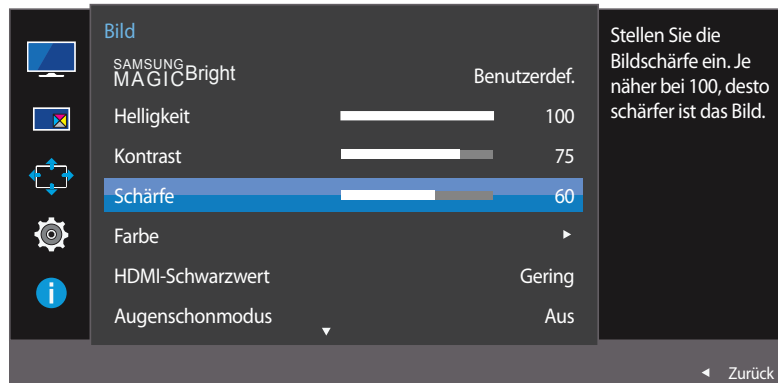 Bild
SAMSUNG
MAGICBright Benutzerdef.
Helligkeit 100
Kontrast 75
Schärfe 60
Farbe ►
HDMI-Schwarzwert Gering
Augenschonmodus Aus
▼
Stellen Sie die
Bildschärfe ein. Je
näher bei 100, desto
schärfer ist das Bild.
◄ Zurück